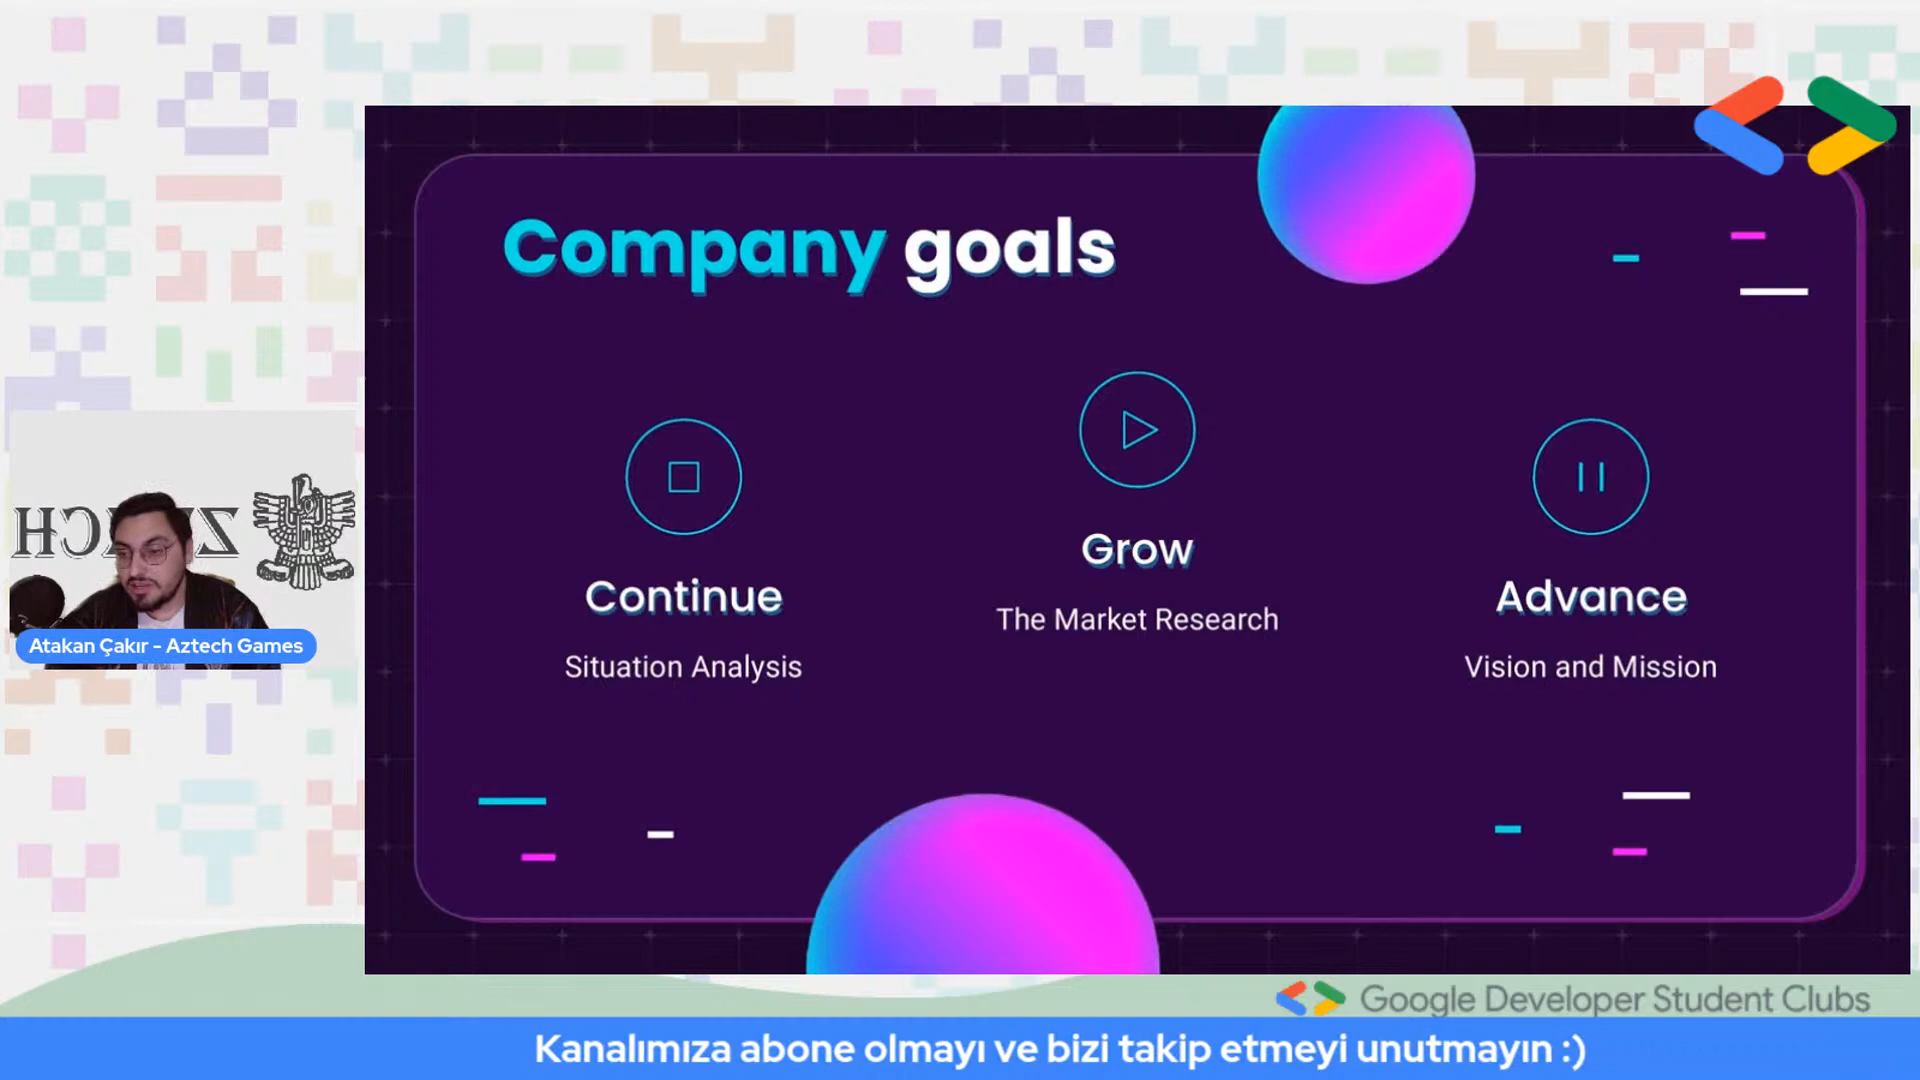 Company goals
Continue
Situation Analysis
Grow
The Market Research
Advance
Vision and Mission
Atakan Çakır - Aztech Games
Google Developer Student Clubs
Kanalımıza abone olmayı ve bizi takip etmeyi unutmayın :)